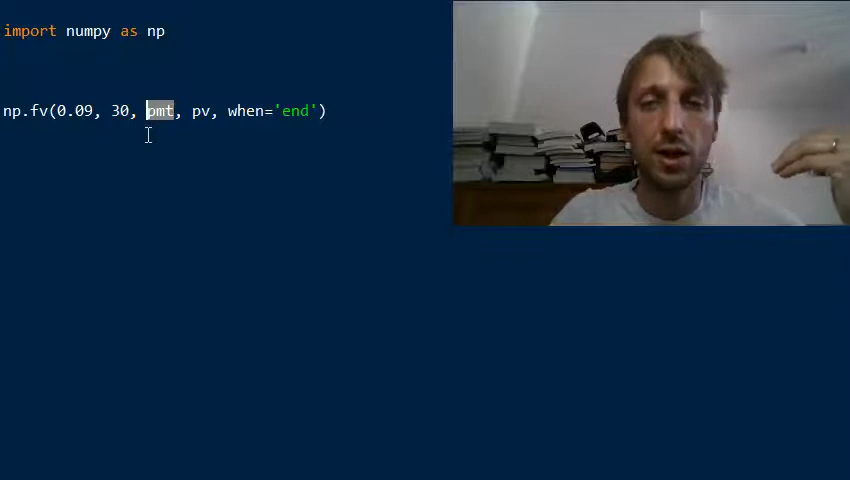 import numpy as np
np.fv(0.09, 30, pmt, pv, when='end')